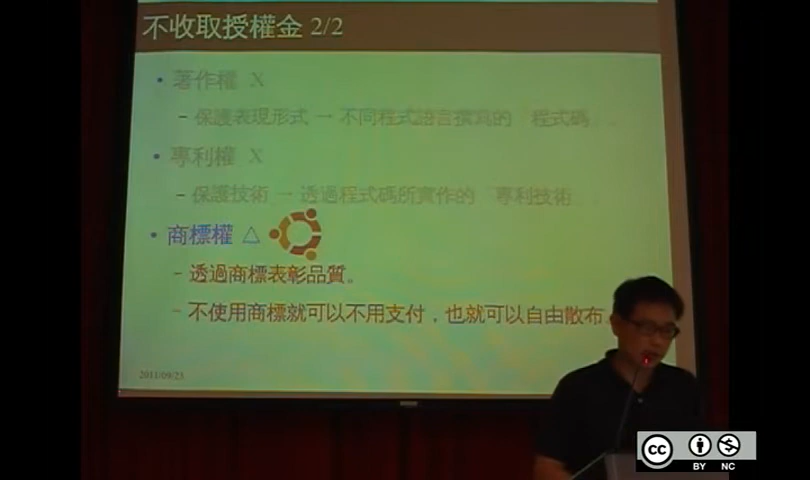 不收取授權金 2/2
• 著作權 X
– 保護表現形式 → 不同程式語言撰寫的「程式碼」.
• 專利權 X
– 保護技術 → 透過程式碼所實作的「專利技術」.
• 商標權 △
– 透過商標表彰品質。
– 不使用商標就可以不用支付，也就可以自由散布
2011/09/23
cc
BY NC